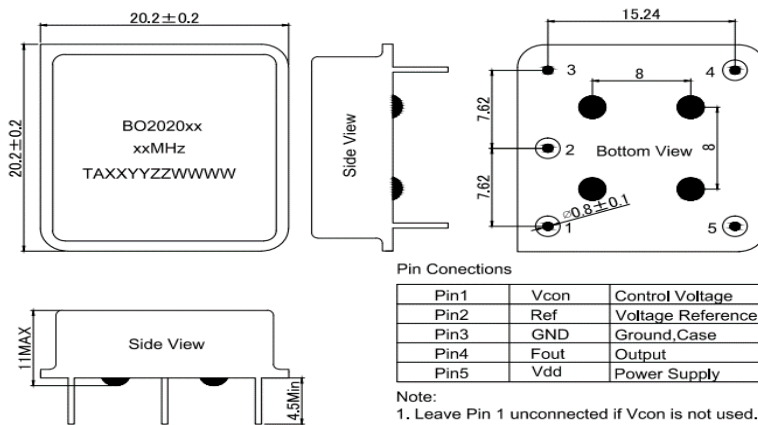 20.2±0.2
20.2±0.2
BO2020xx
xxMHz
TAXXYYZZWWWW
Side View
15.24
3
4
8
7.62
2
Bottom View
8
7.62
⌀0.8±0.1
1
5
11MAX
Side View
4.5Min
Pin Conections
Pin1 Vcon Control Voltage
Pin2 Ref Voltage Reference
Pin3 GND Ground,Case
Pin4 Fout Output
Pin5 Vdd Power Supply
Note:
1. Leave Pin 1 unconnected if Vcon is not used.